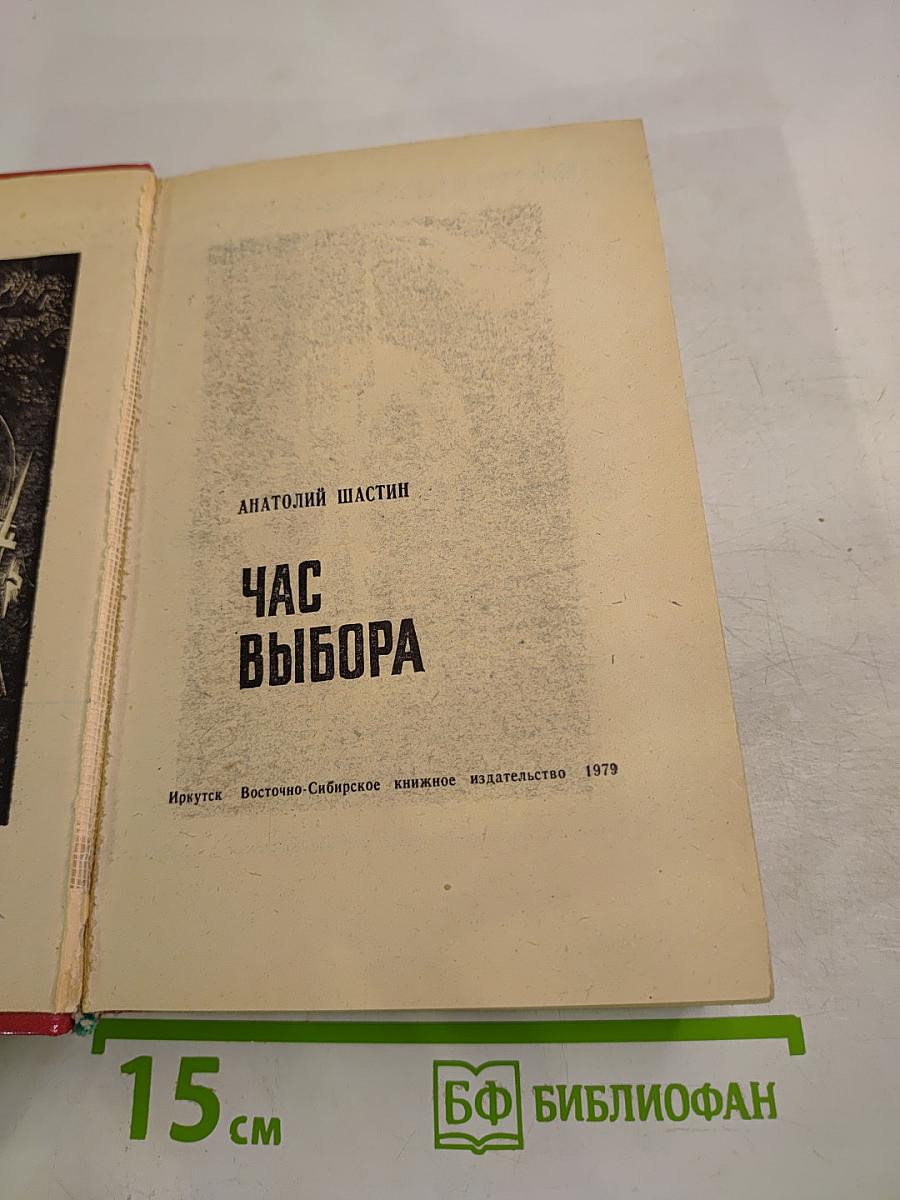 АНАТОЛИЙ ШАСТИН
ЧАС
ВЫБОРА
Иркутск Восточно-Сибирское книжное издательство 1979
15 см
БФ БИБЛИОФАН